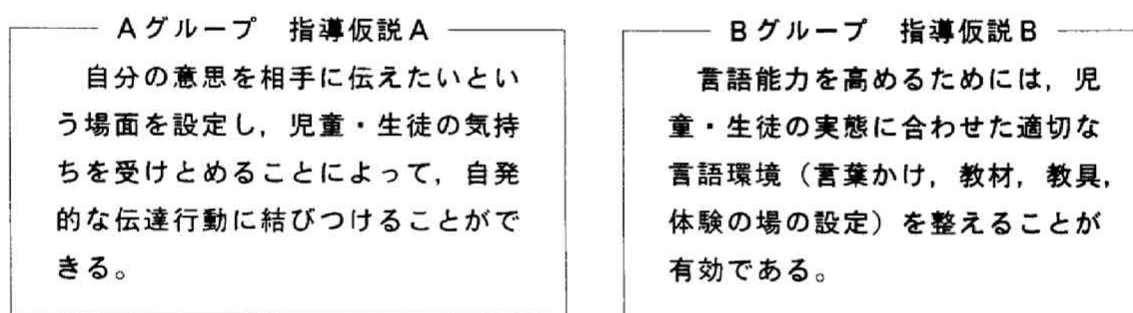 Aグループ　指導仮説A
　自分の意思を相手に伝えたいとい
う場面を設定し，児童・生徒の気持
ちを受けとめることによって，自発
的な伝達行動に結びつけることがで
きる。
Bグループ　指導仮説B
　言語能力を高めるためには，児
童・生徒の実態に合わせた適切な
言語環境（言葉かけ，教材，教具，
体験の場の設定）を整えることが
有効である。